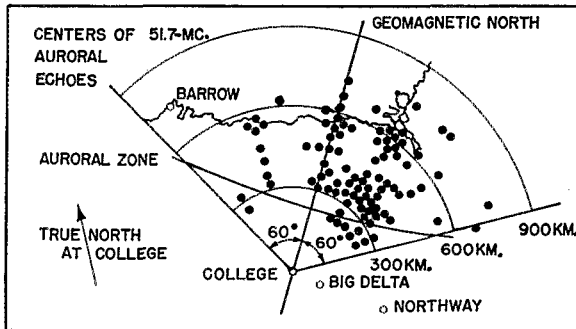 CENTERS OF 51.7-MC.
AURORAL
ECHOES
GEOMAGNETIC NORTH
BARROW
AURORAL ZONE
TRUE NORTH
AT COLLEGE
60°
60°
COLLEGE
300KM.
600KM.
900KM.
BIG DELTA
NORTHWAY